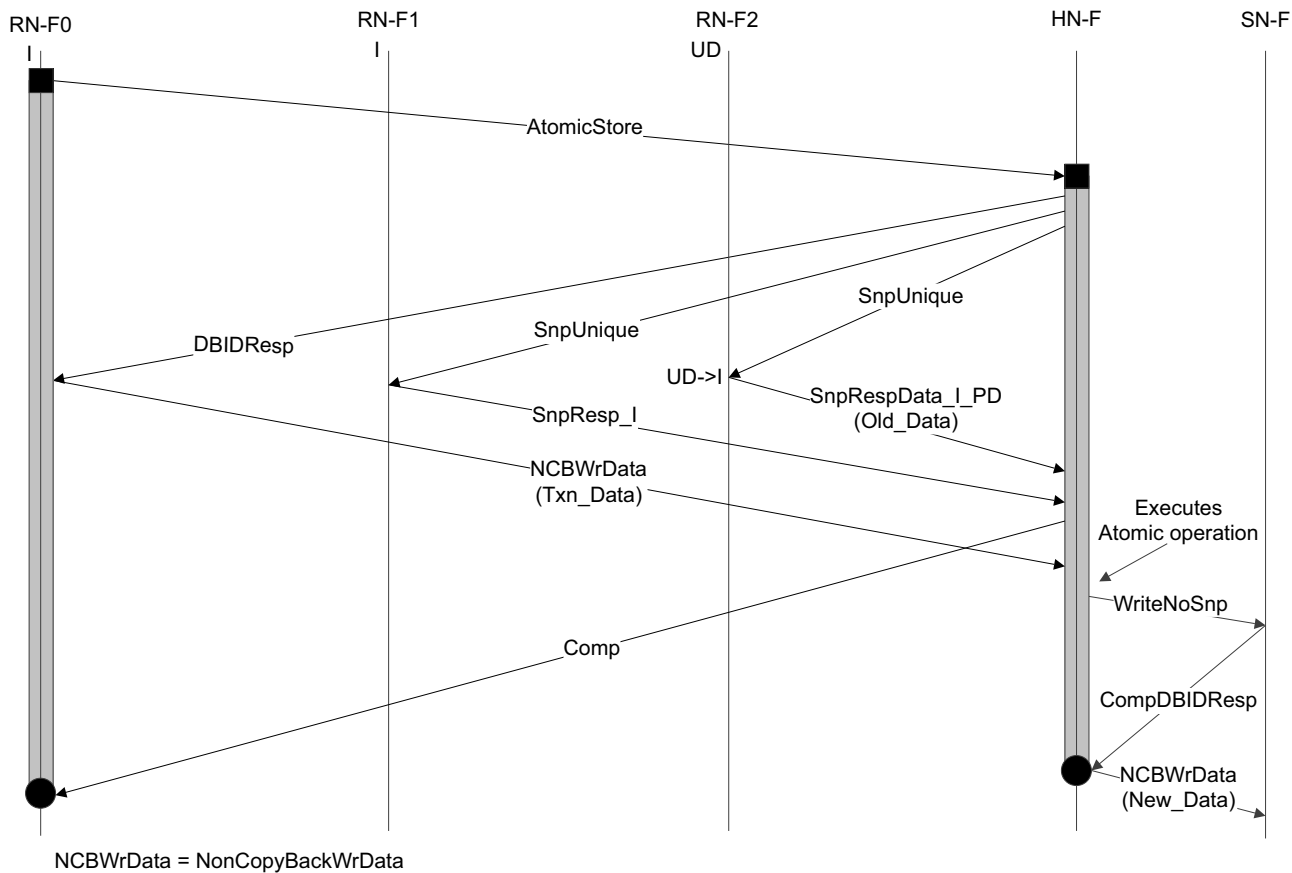 RN-F0
RN-F1
RN-F2
HN-F
SN-F
I
I
UD
AtomicStore
SnpUnique
SnpUnique
DBIDResp
UD->I
SnpRespData_I_PD
(Old_Data)
SnpResp_I
NCBWrData
(Txn_Data)
Executes
Atomic operation
WriteNoSnp
Comp
CompDBIDResp
NCBWrData
(New_Data)
NCBWrData = NonCopyBackWrData